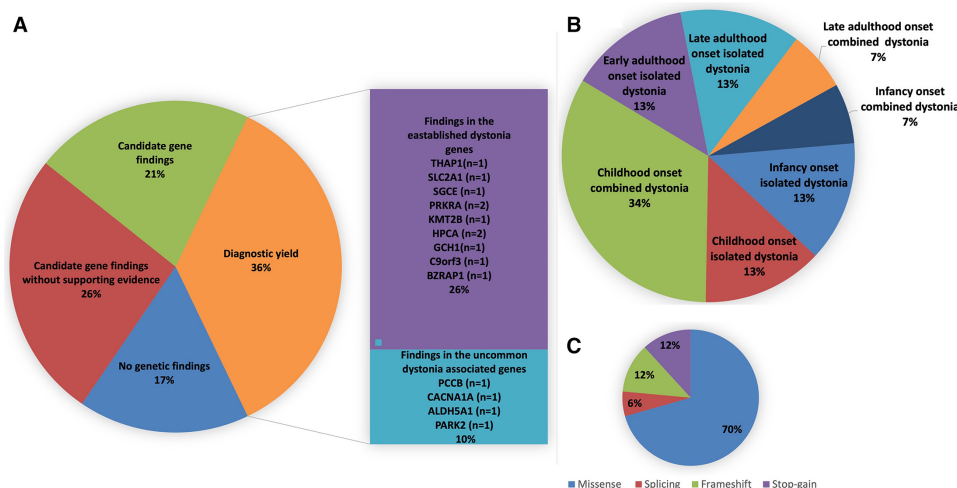 A
Candidate gene
findings
21%
Candidate gene findings
without supporting evidence
26%
Diagnostic yield
36%
No genetic findings
17%
Findings in the
eastablished dystonia
genes
THAP1(n=1)
SLC2A1 (n=1)
SGCE (n=1)
PRKRA (n=2)
KMT2B (n=1)
HPCA (n=2)
GCH1(n=1)
C9orf3 (n=1)
BZRAP1 (n=1)
26%
Findings in the uncommon
dystonia associated genes
PCCB (n=1)
CACNA1A (n=1)
ALDH5A1 (n=1)
PARK2 (n=1)
10%
B
Late adulthood
onset isolated
dystonia
13%
Late adulthood onset
combined dystonia
7%
Early adulthood
onset isolated
dystonia
13%
Infancy onset
combined dystonia
7%
Childhood onset
combined dystonia
34%
Infancy onset
isolated dystonia
13%
Childhood onset
isolated dystonia
13%
C
12%
12%
6%
70%
Missense Splicing Frameshift Stop-gain